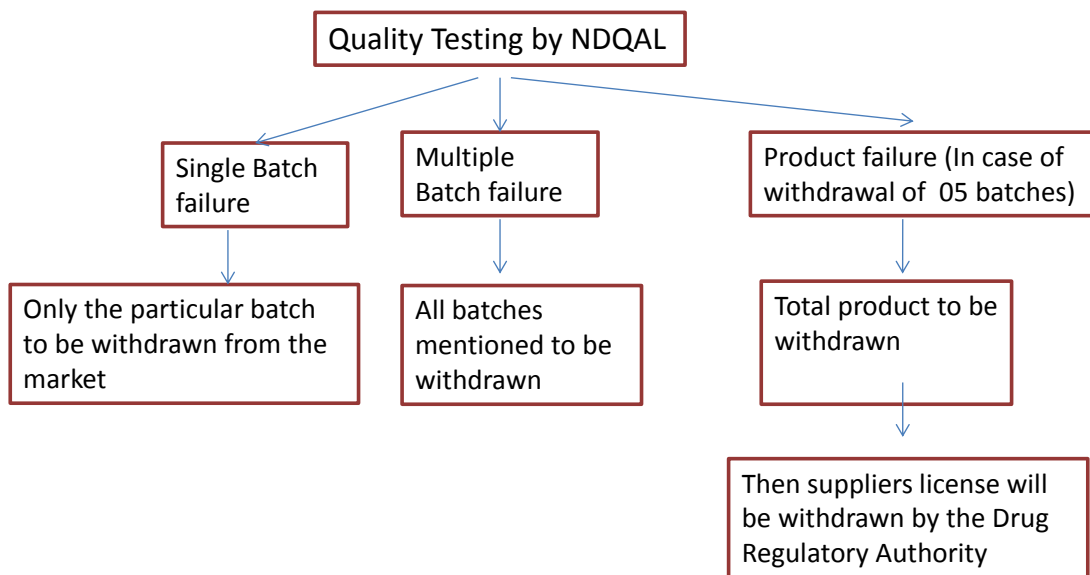 Quality Testing by NDQAL
Single Batch
failure
Multiple
Batch failure
Product failure (In case of
withdrawal of 05 batches)
Only the particular batch
to be withdrawn from the
market
All batches
mentioned to be
withdrawn
Total product to be
withdrawn
Then suppliers license will
be withdrawn by the Drug
Regulatory Authority